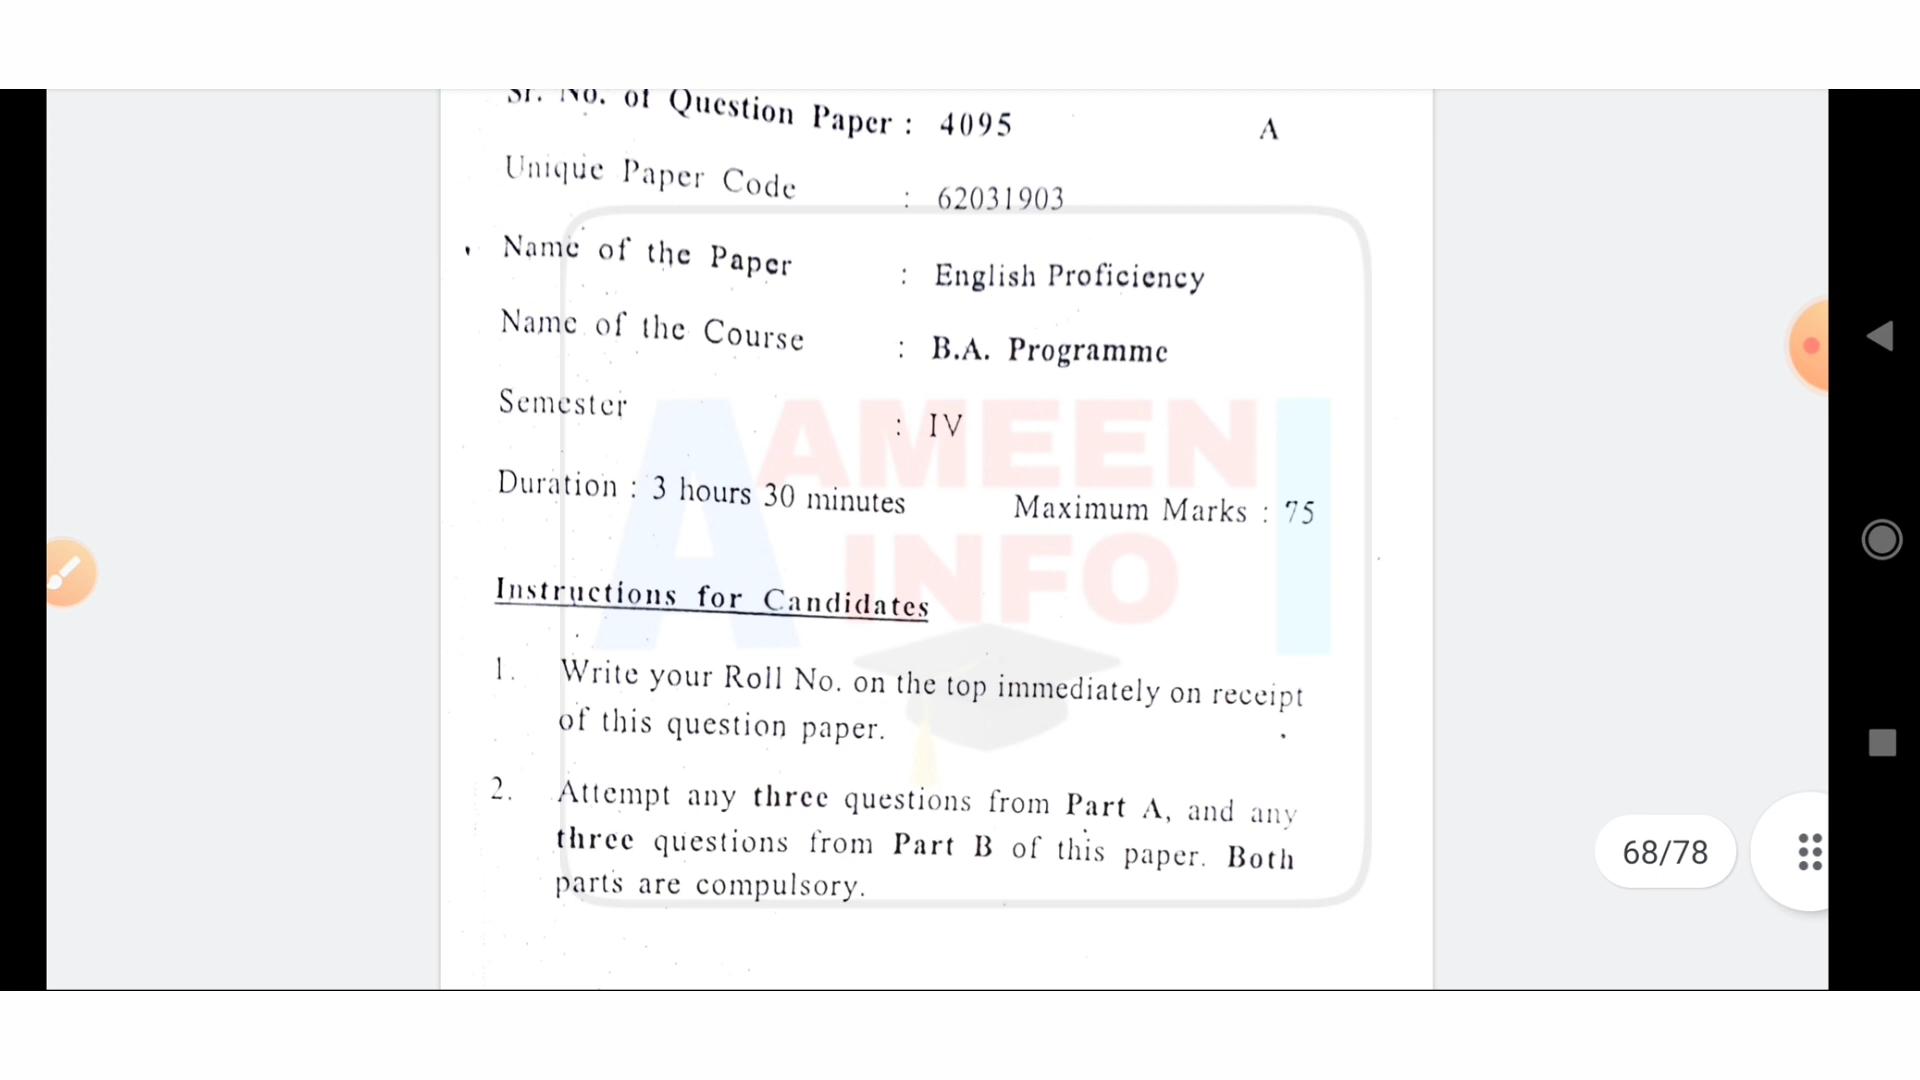 Sr. No. of Question Paper : 4095 A
Unique Paper Code : 62031903
Name of the Paper : English Proficiency
Name of the Course : B.A. Programme
Semester : IV
Duration : 3 hours 30 minutes Maximum Marks : 75
AMEEN
INFO
Instructions for Candidates
1. Write your Roll No. on the top immediately on receipt
of this question paper.
2. Attempt any three questions from Part A, and any
three questions from Part B of this paper. Both
parts are compulsory.
68/78